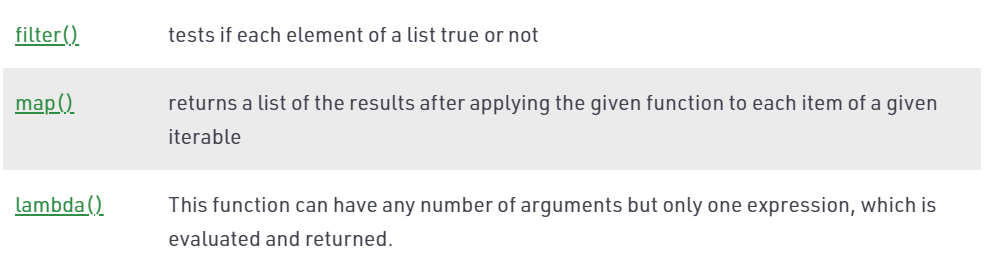 filter() tests if each element of a list true or not
map() returns a list of the results after applying the given function to each item of a given
iterable
lambda() This function can have any number of arguments but only one expression, which is
evaluated and returned.